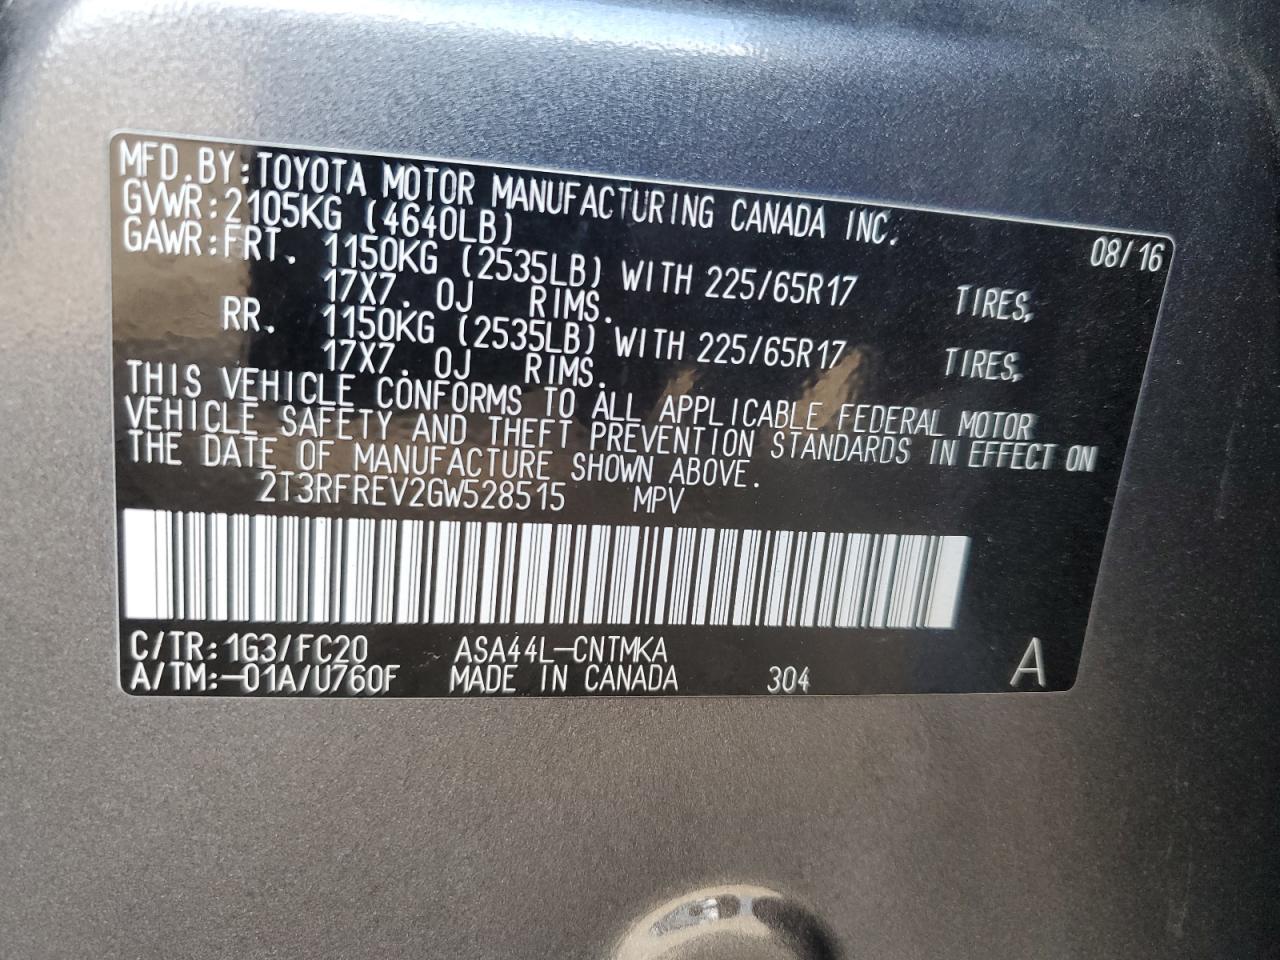 MFD.BY:TOYOTA MOTOR MANUFACTURING CANADA INC.
GVWR:2105KG (4640LB) 08/16
GAWR:FRT. 1150KG (2535LB) WITH 225/65R17 TIRES,
17X7.0J RIMS.
RR. 1150KG (2535LB) WITH 225/65R17 TIRES,
17X7.0J RIMS.
THIS VEHICLE CONFORMS TO ALL APPLICABLE FEDERAL MOTOR
VEHICLE SAFETY AND THEFT PREVENTION STANDARDS IN EFFECT ON
THE DATE OF MANUFACTURE SHOWN ABOVE.
2T3RFREV2GW528515 MPV
C/TR:1G3/FC20 ASA44L-CNTMKA
A/TM:-01A/U760F MADE IN CANADA 304 A